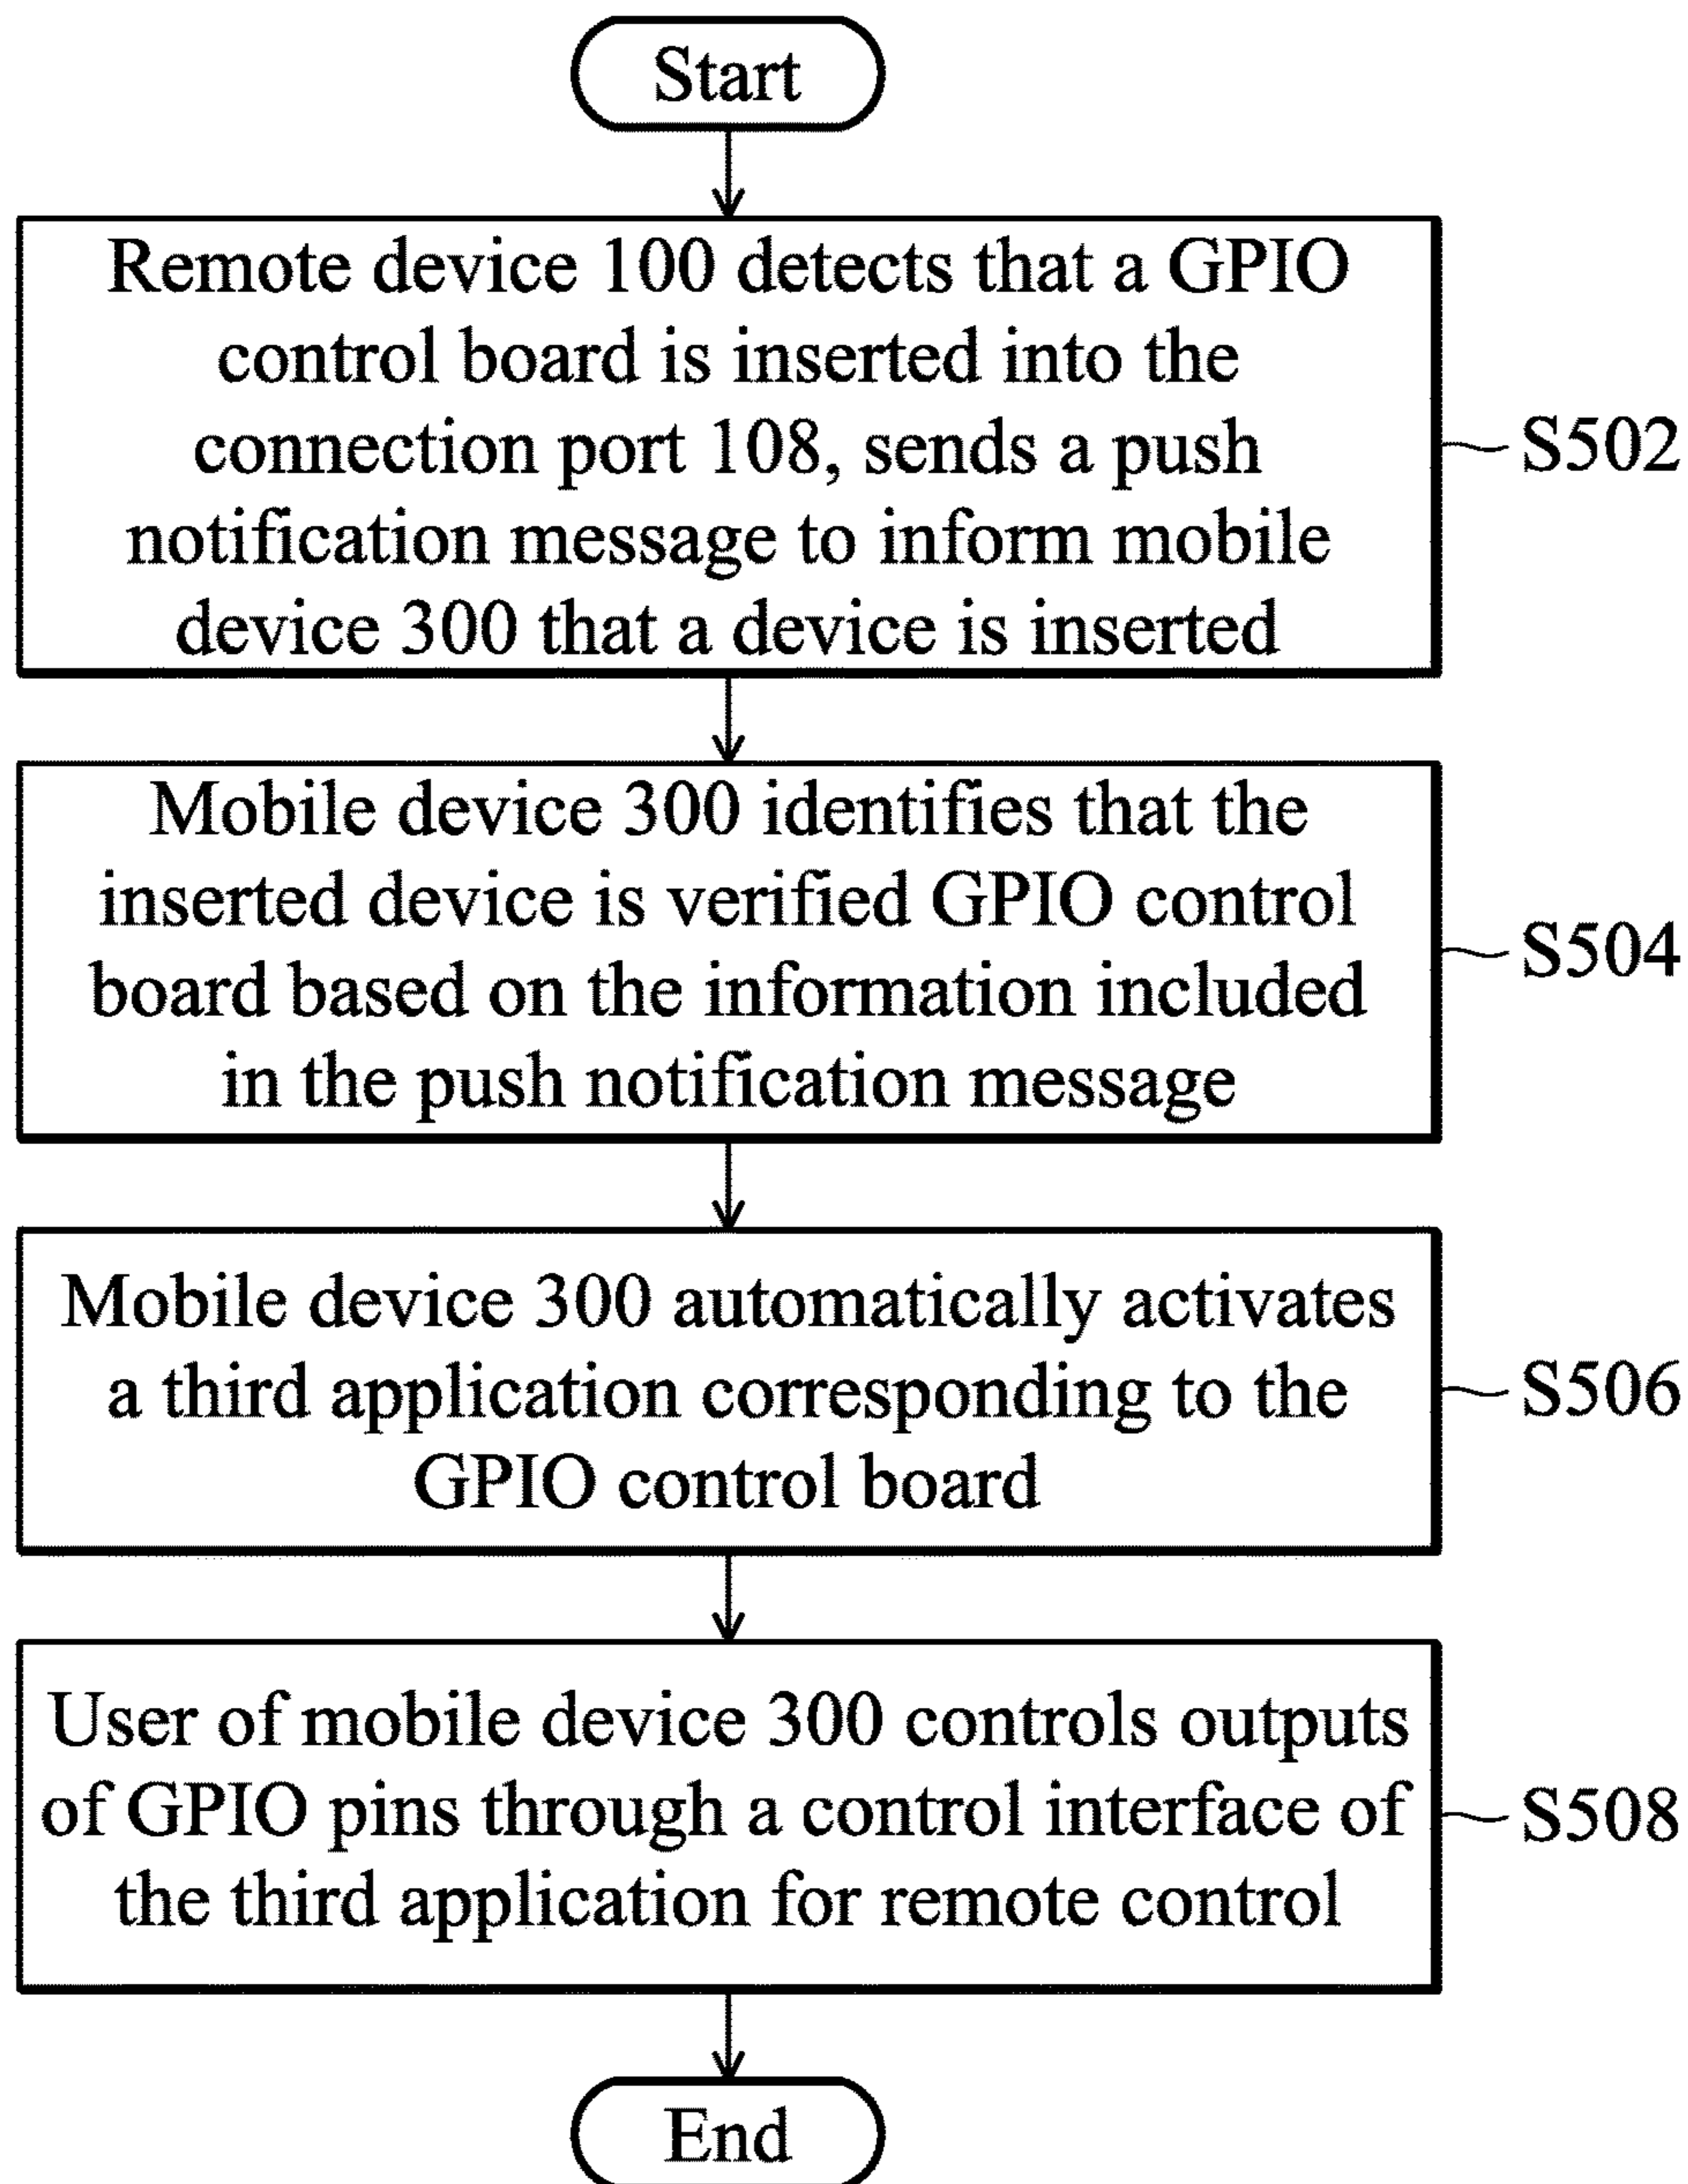 Start
Remote device 100 detects that a GPIO
control board is inserted into the
connection port 108, sends a push
notification message to inform mobile
device 300 that a device is inserted
S502
Mobile device 300 identifies that the
inserted device is verified GPIO control
board based on the information included
in the push notification message
S504
Mobile device 300 automatically activates
a third application corresponding to the
GPIO control board
S506
User of mobile device 300 controls outputs
of GPIO pins through a control interface of
the third application for remote control
S508
End